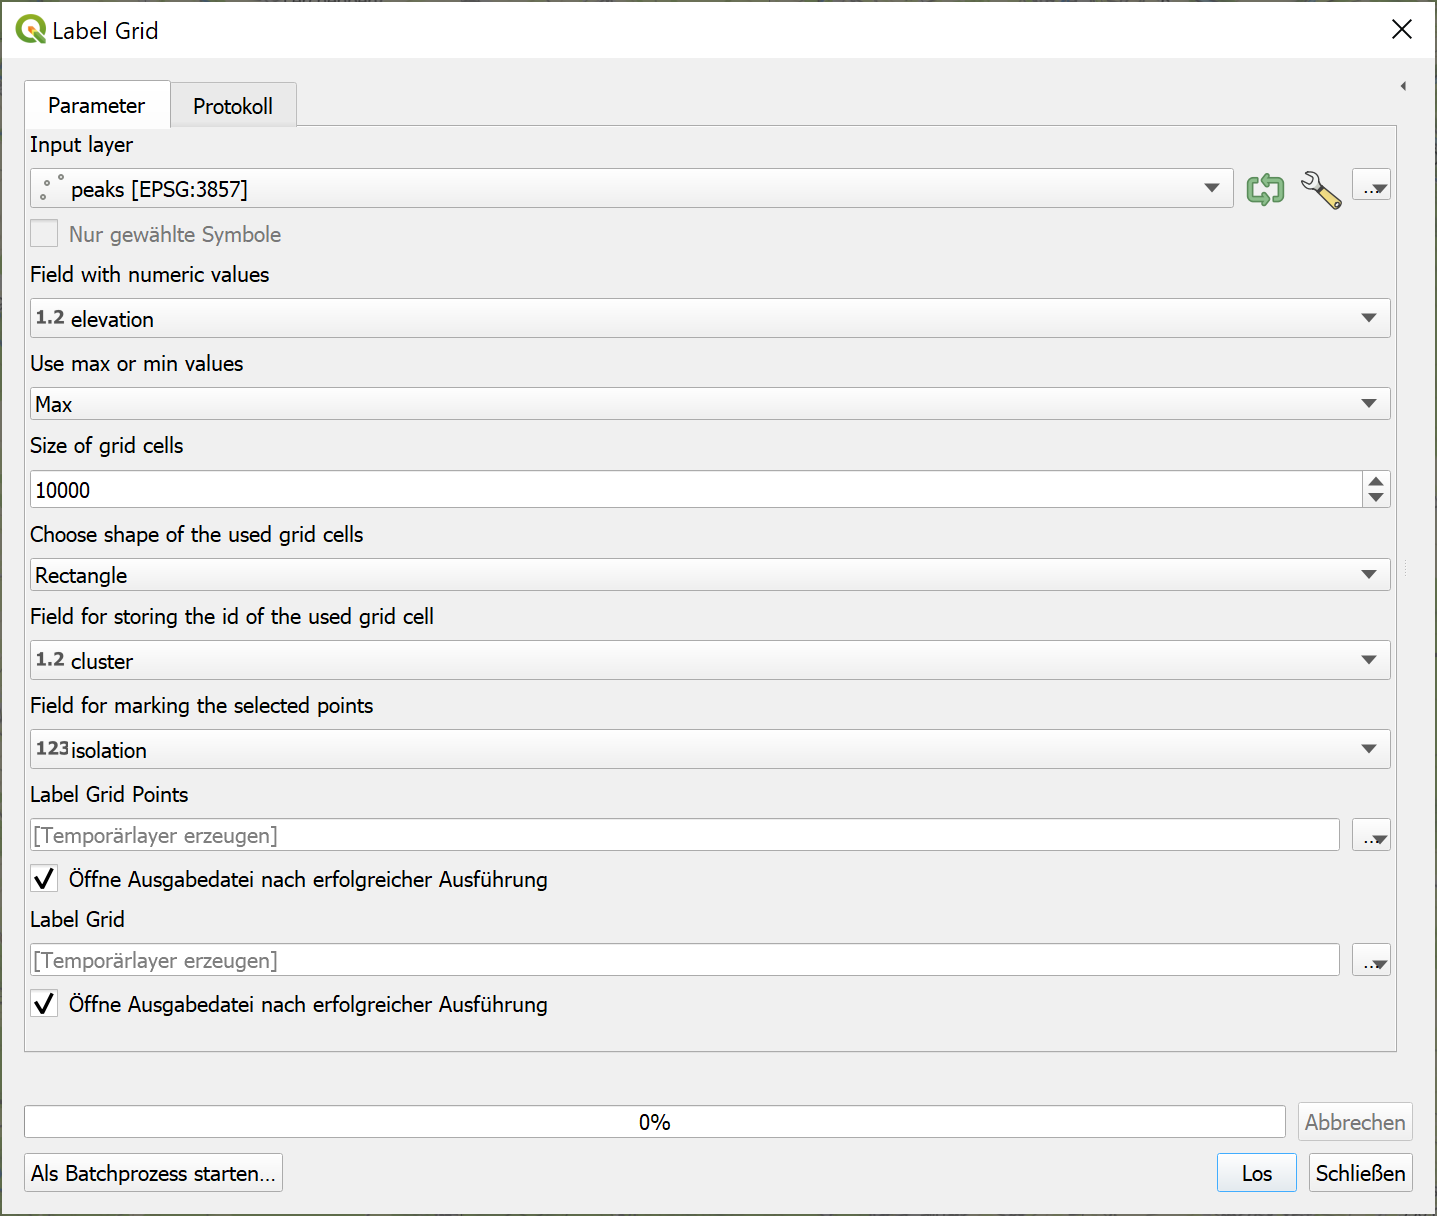 Label Grid
Parameter
Protokoll
Input layer
peaks [EPSG:3857]
...
Nur gewählte Symbole
Field with numeric values
1.2 elevation
Use max or min values
Max
Size of grid cells
10000
Choose shape of the used grid cells
Rectangle
Field for storing the id of the used grid cell
1.2 cluster
Field for marking the selected points
123 isolation
Label Grid Points
[Temporärlayer erzeugen]
...
Öffne Ausgabedatei nach erfolgreicher Ausführung
Label Grid
[Temporärlayer erzeugen]
...
Öffne Ausgabedatei nach erfolgreicher Ausführung
0%
Abbrechen
Als Batchprozess starten...
Los
Schließen